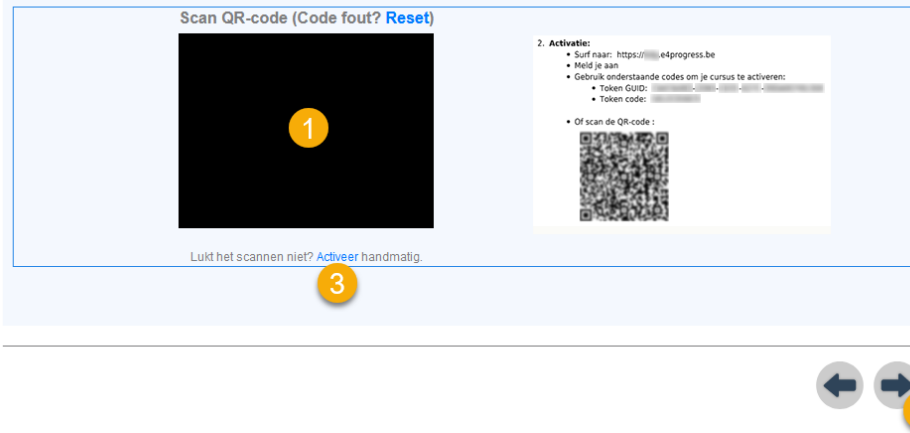 Scan QR-code (Code fout? Reset)
1
Lukt het scannen niet? Activeer handmatig.
3
2. Activatie:
• Surf naar: https:// .e4progress.be
• Meld je aan
• Gebruik onderstaande codes om je cursus te activeren:
• Token GUID:
• Token code:
• Of scan de QR-code :